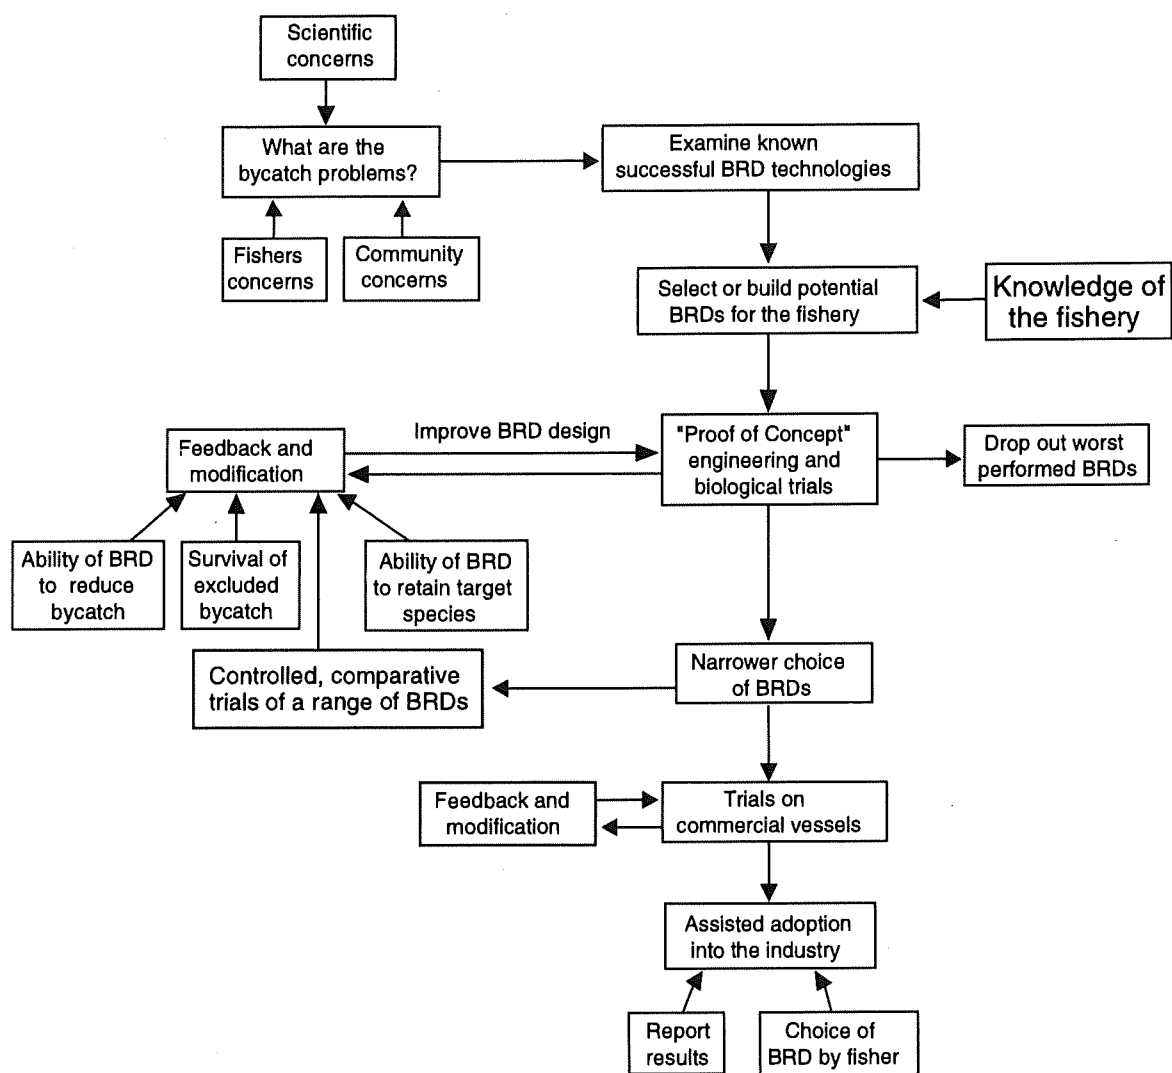 Scientific
concerns
What are the
bycatch problems?
Examine known
successful BRD technologies
Fishers
concerns
Community
concerns
Select or build potential
BRDs for the fishery
Knowledge of
the fishery
Improve BRD design
Feedback and
modification
"Proof of Concept"
engineering and
biological trials
Drop out worst
performed BRDs
Ability of BRD
to reduce
bycatch
Survival of
excluded
bycatch
Ability of BRD
to retain target
species
Controlled, comparative
trials of a range of BRDs
Narrower choice
of BRDs
Feedback and
modification
Trials on
commercial vessels
Assisted adoption
into the industry
Report
results
Choice of
BRD by fisher